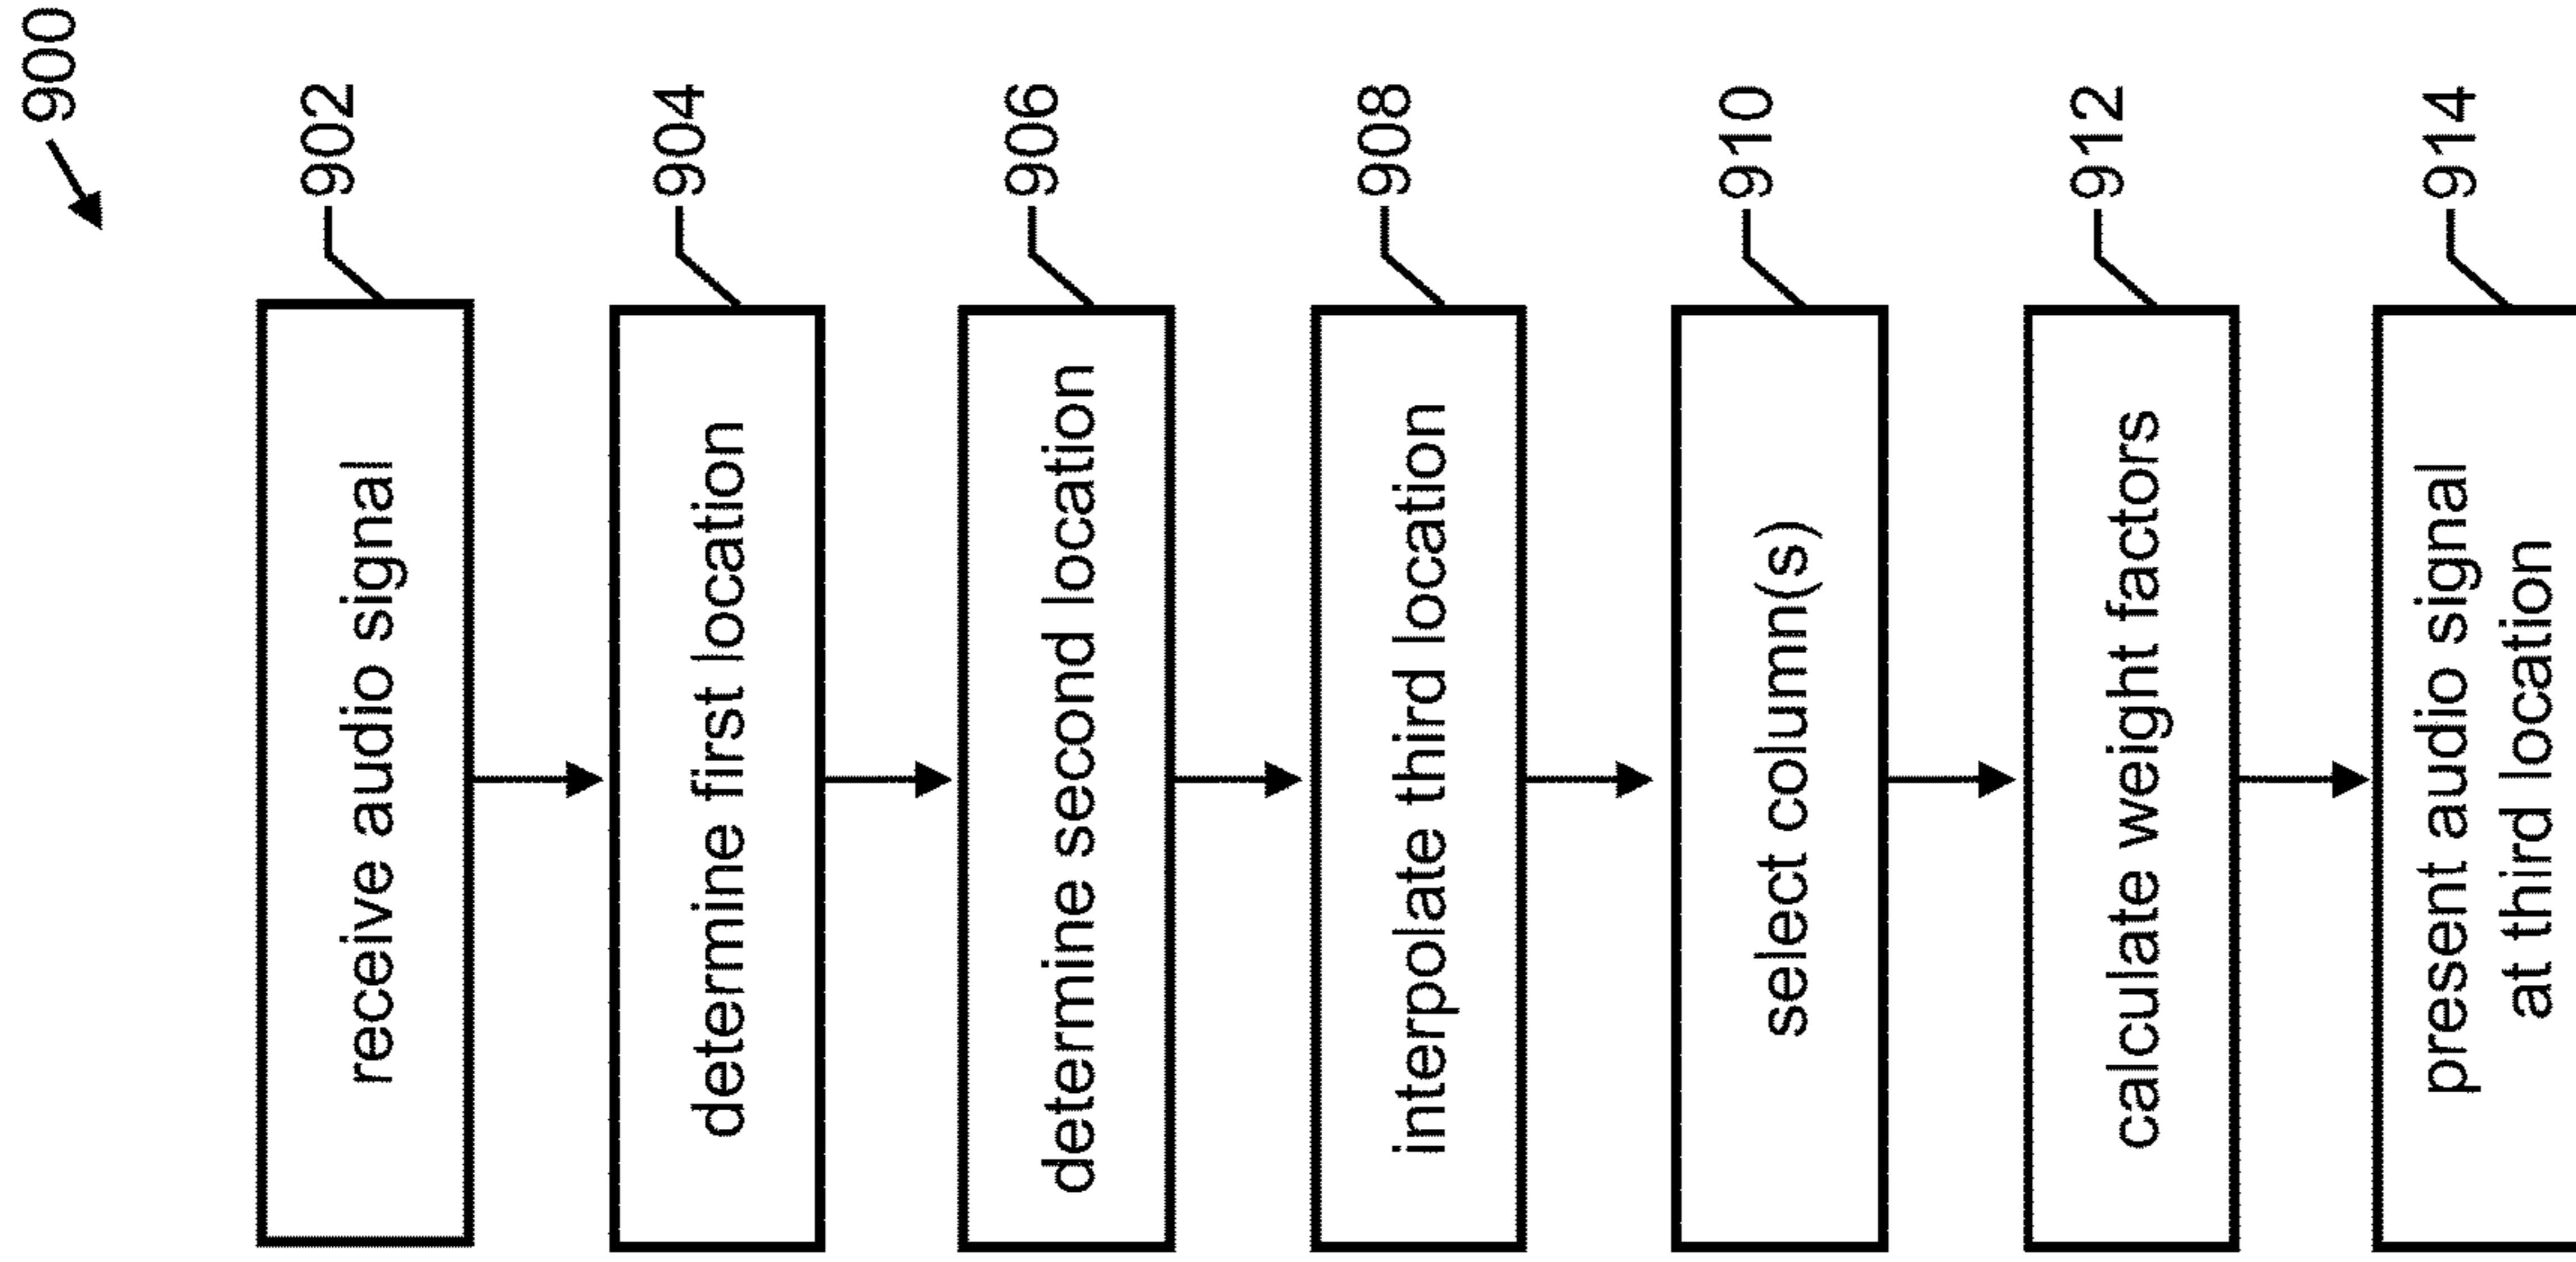 900
902
receive audio signal
904
determine first location
906
determine second location
908
interpolate third location
910
select column(s)
912
calculate weight factors
914
present audio signal
at third location